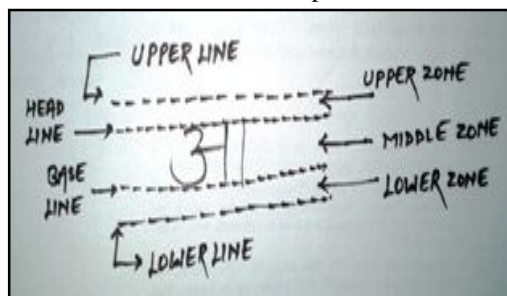 UPPER LINE
UPPER ZONE
HEAD
LINE
आ
MIDDLE ZONE
BASE
LINE
LOWER ZONE
LOWER LINE